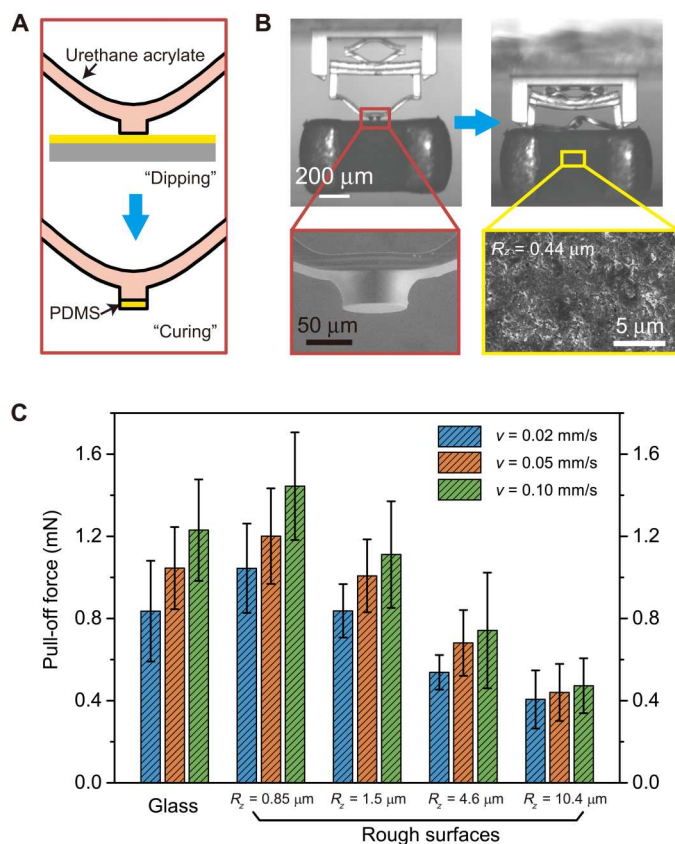 A
Urethane acrylate
“Dipping”
PDMS
“Curing”
B
200 μm
50 μm
Rz = 0.44 μm
5 μm
C
Pull-off force (mN)
1.6
1.2
0.8
0.4
0.0
v = 0.02 mm/s
v = 0.05 mm/s
v = 0.10 mm/s
1.6
1.2
0.8
0.4
0.0
Glass
Rz = 0.85 μm
Rz = 1.5 μm
Rz = 4.6 μm
Rz = 10.4 μm
Rough surfaces